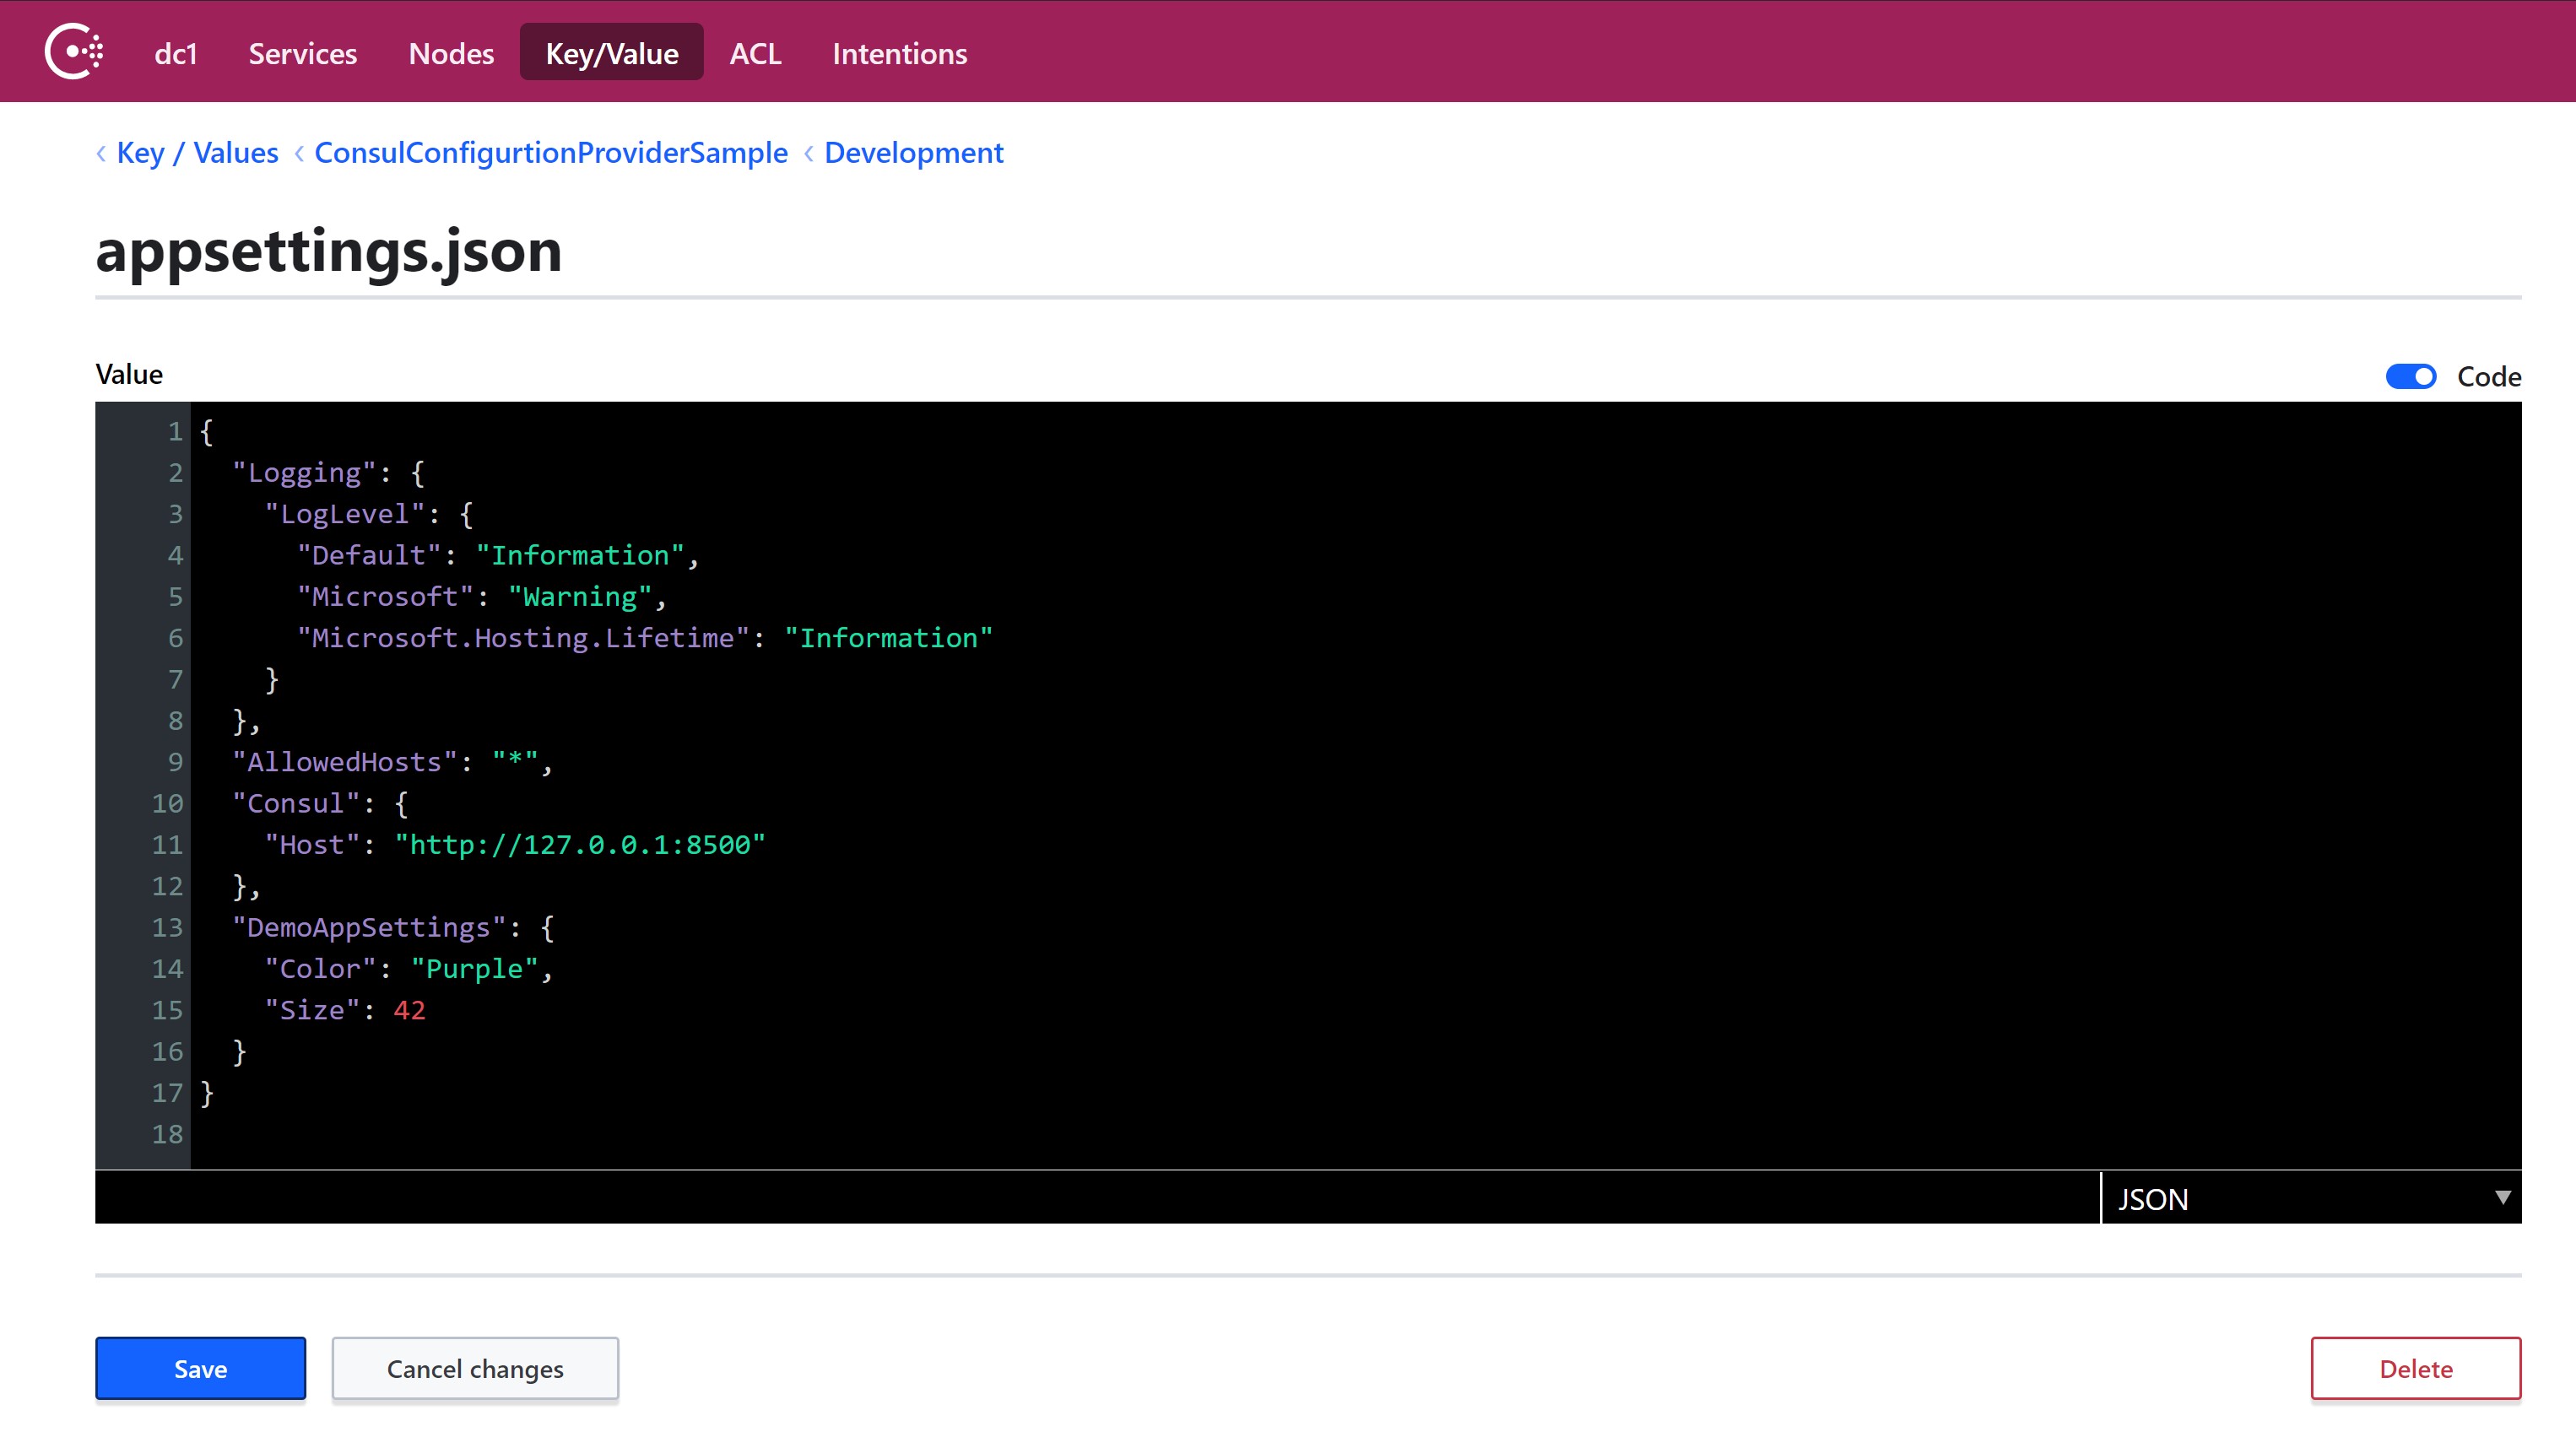 dc1 Services Nodes Key/Value ACL Intentions
‹ Key / Values ‹ ConsulConfigurtionProviderSample ‹ Development
appsettings.json
Value Code
1 {
2   "Logging": {
3     "LogLevel": {
4       "Default": "Information",
5       "Microsoft": "Warning",
6       "Microsoft.Hosting.Lifetime": "Information"
7     }
8   },
9   "AllowedHosts": "*",
10   "Consul": {
11     "Host": "http://127.0.0.1:8500"
12   },
13   "DemoAppSettings": {
14     "Color": "Purple",
15     "Size": 42
16   }
17 }
18
JSON
Save Cancel changes Delete